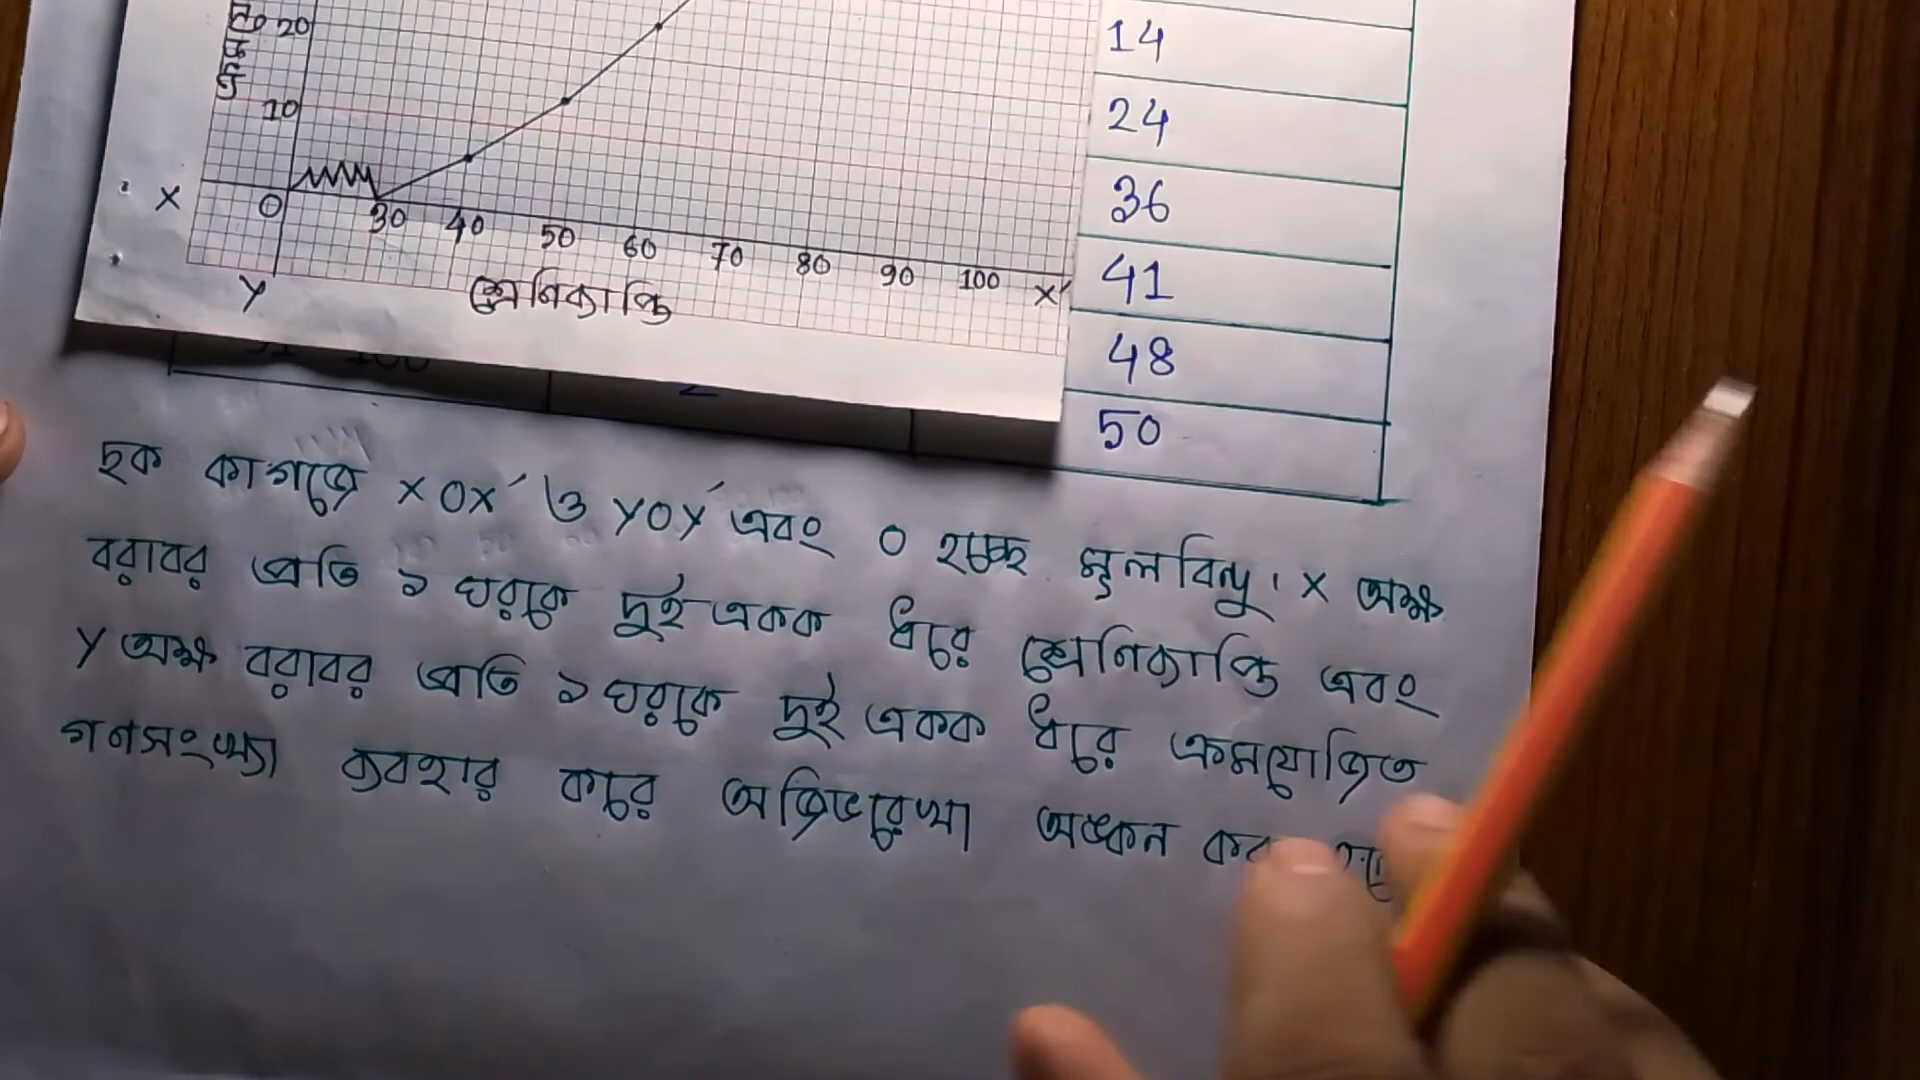 20
10
X
0
30 40 50 60 70 80 90 100 X′
Y
শ্রেনিব্যাপ্তি
14
24
36
41
48
50
ছক কাগজে XOX′ ও YOY′ এবং O হচ্ছে মূলবিন্দু। X অক্ষ
বরাবর প্রতি ১ ঘরকে দুই একক ধরে শ্রেনিব্যাপ্তি এবং
Y অক্ষ বরাবর প্রতি ১ ঘরকে দুই একক ধরে ক্রমযোজিত
গণসংখ্যা ব্যবহার করে অজিভরেখা অঙ্কন